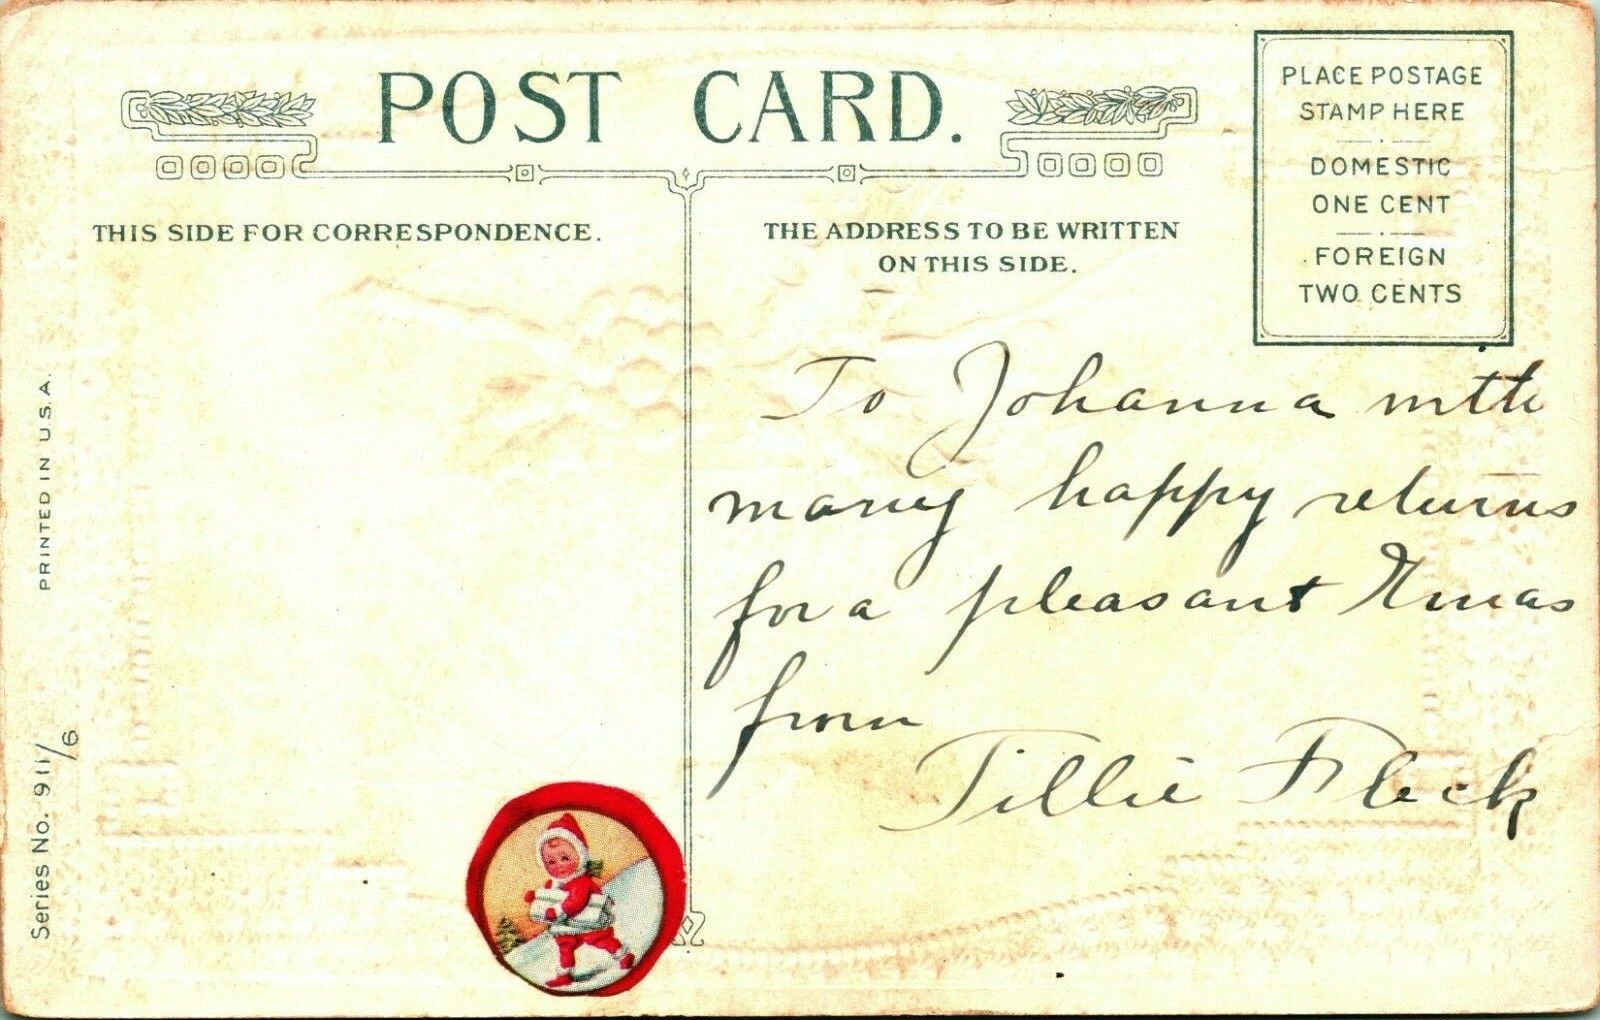 POST CARD.
THIS SIDE FOR CORRESPONDENCE.
THE ADDRESS TO BE WRITTEN
ON THIS SIDE.
PLACE POSTAGE
STAMP HERE
DOMESTIC
ONE CENT
FOREIGN
TWO CENTS
To Johanna with
many happy returns
for a pleasant Xmas
from
Tillie Fleck
PRINTED IN U.S.A.
Series No. 911/6